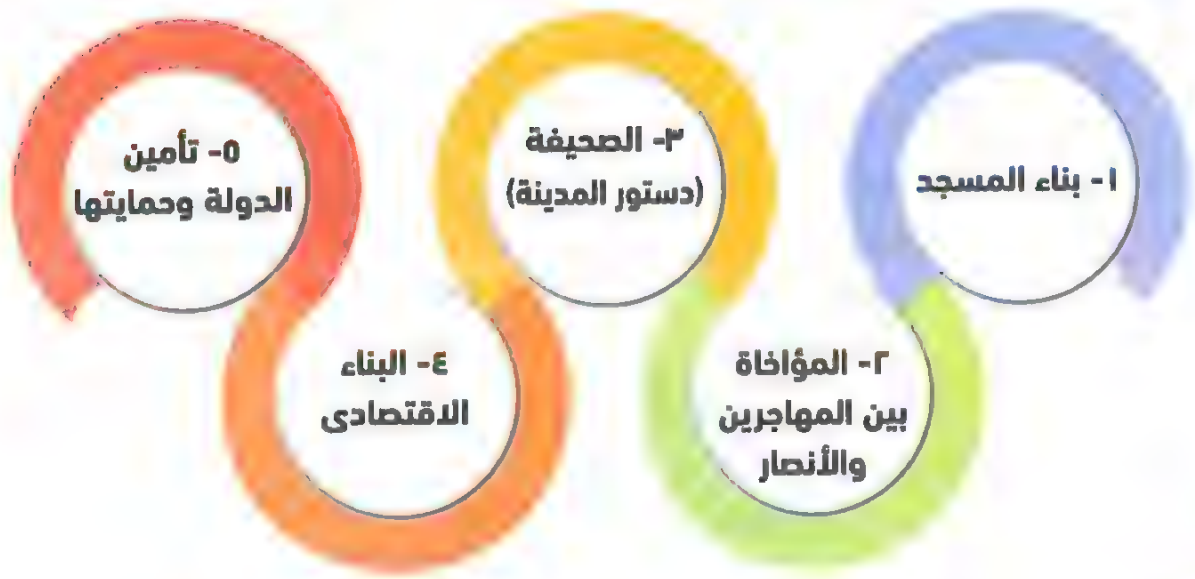 ١- بناء المسجد
٢- المؤاخاة
بين المهاجرين
والأنصار
٣- الصحيفة
(دستور المدينة)
٤- البناء
الاقتصادى
٥- تأمين
الدولة وحمايتها